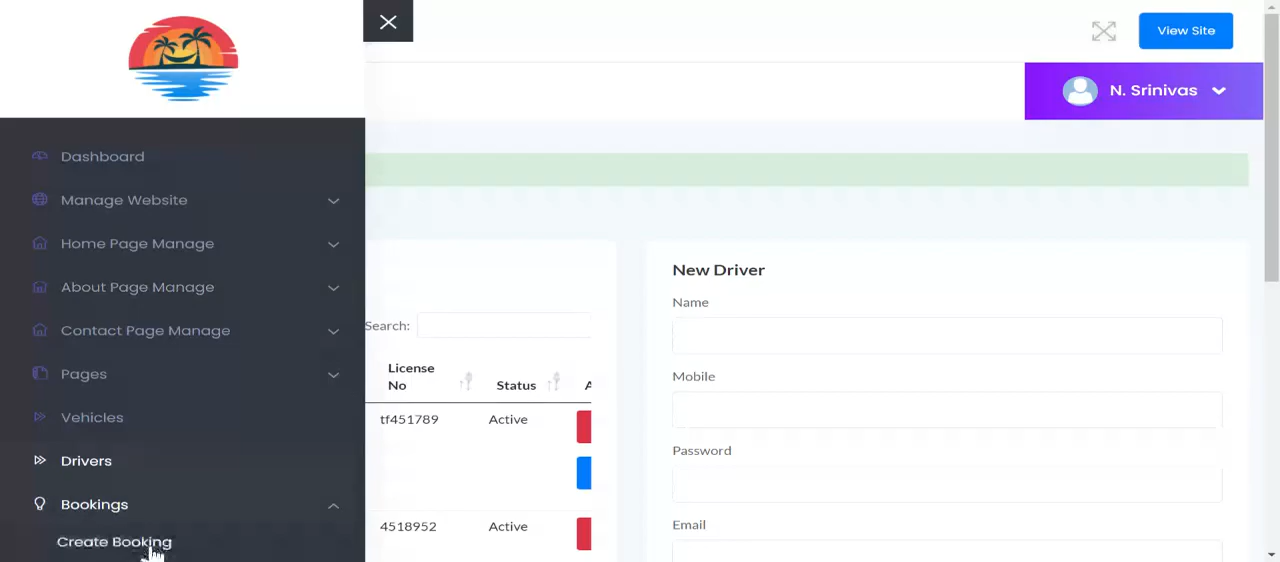 View Site
N. Srinivas
Dashboard
Manage Website
Home Page Manage
About Page Manage
Contact Page Manage
Pages
Vehicles
Drivers
Bookings
Create Booking
Search:
License No
Status
A
tf451789
Active
4518952
Active
New Driver
Name
Mobile
Password
Email